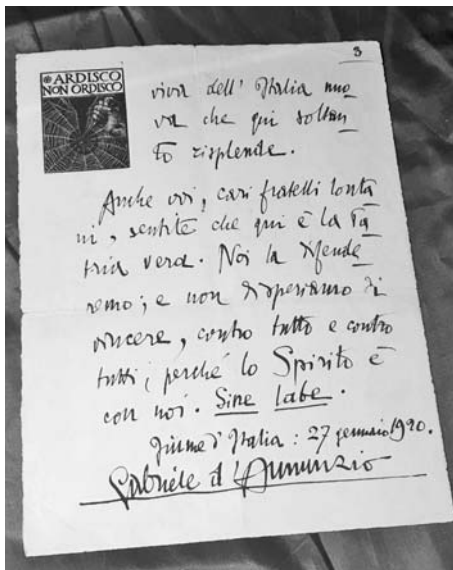 3
ARDISCO
NON ORDISCO
viva dell' Italia nuo
va che qui soltan
to risplende.
Anche voi, cari fratelli lonta
ni, sentite che qui è la Pa
tria vera. Noi la difende
remo; e non disperiamo di
vincere, contro tutto e contro
tutti; perché lo Spirito è
con noi. Sine labe.
Fiume d'Italia: 27 gennaio 1920.
Gabriele d'Annunzio